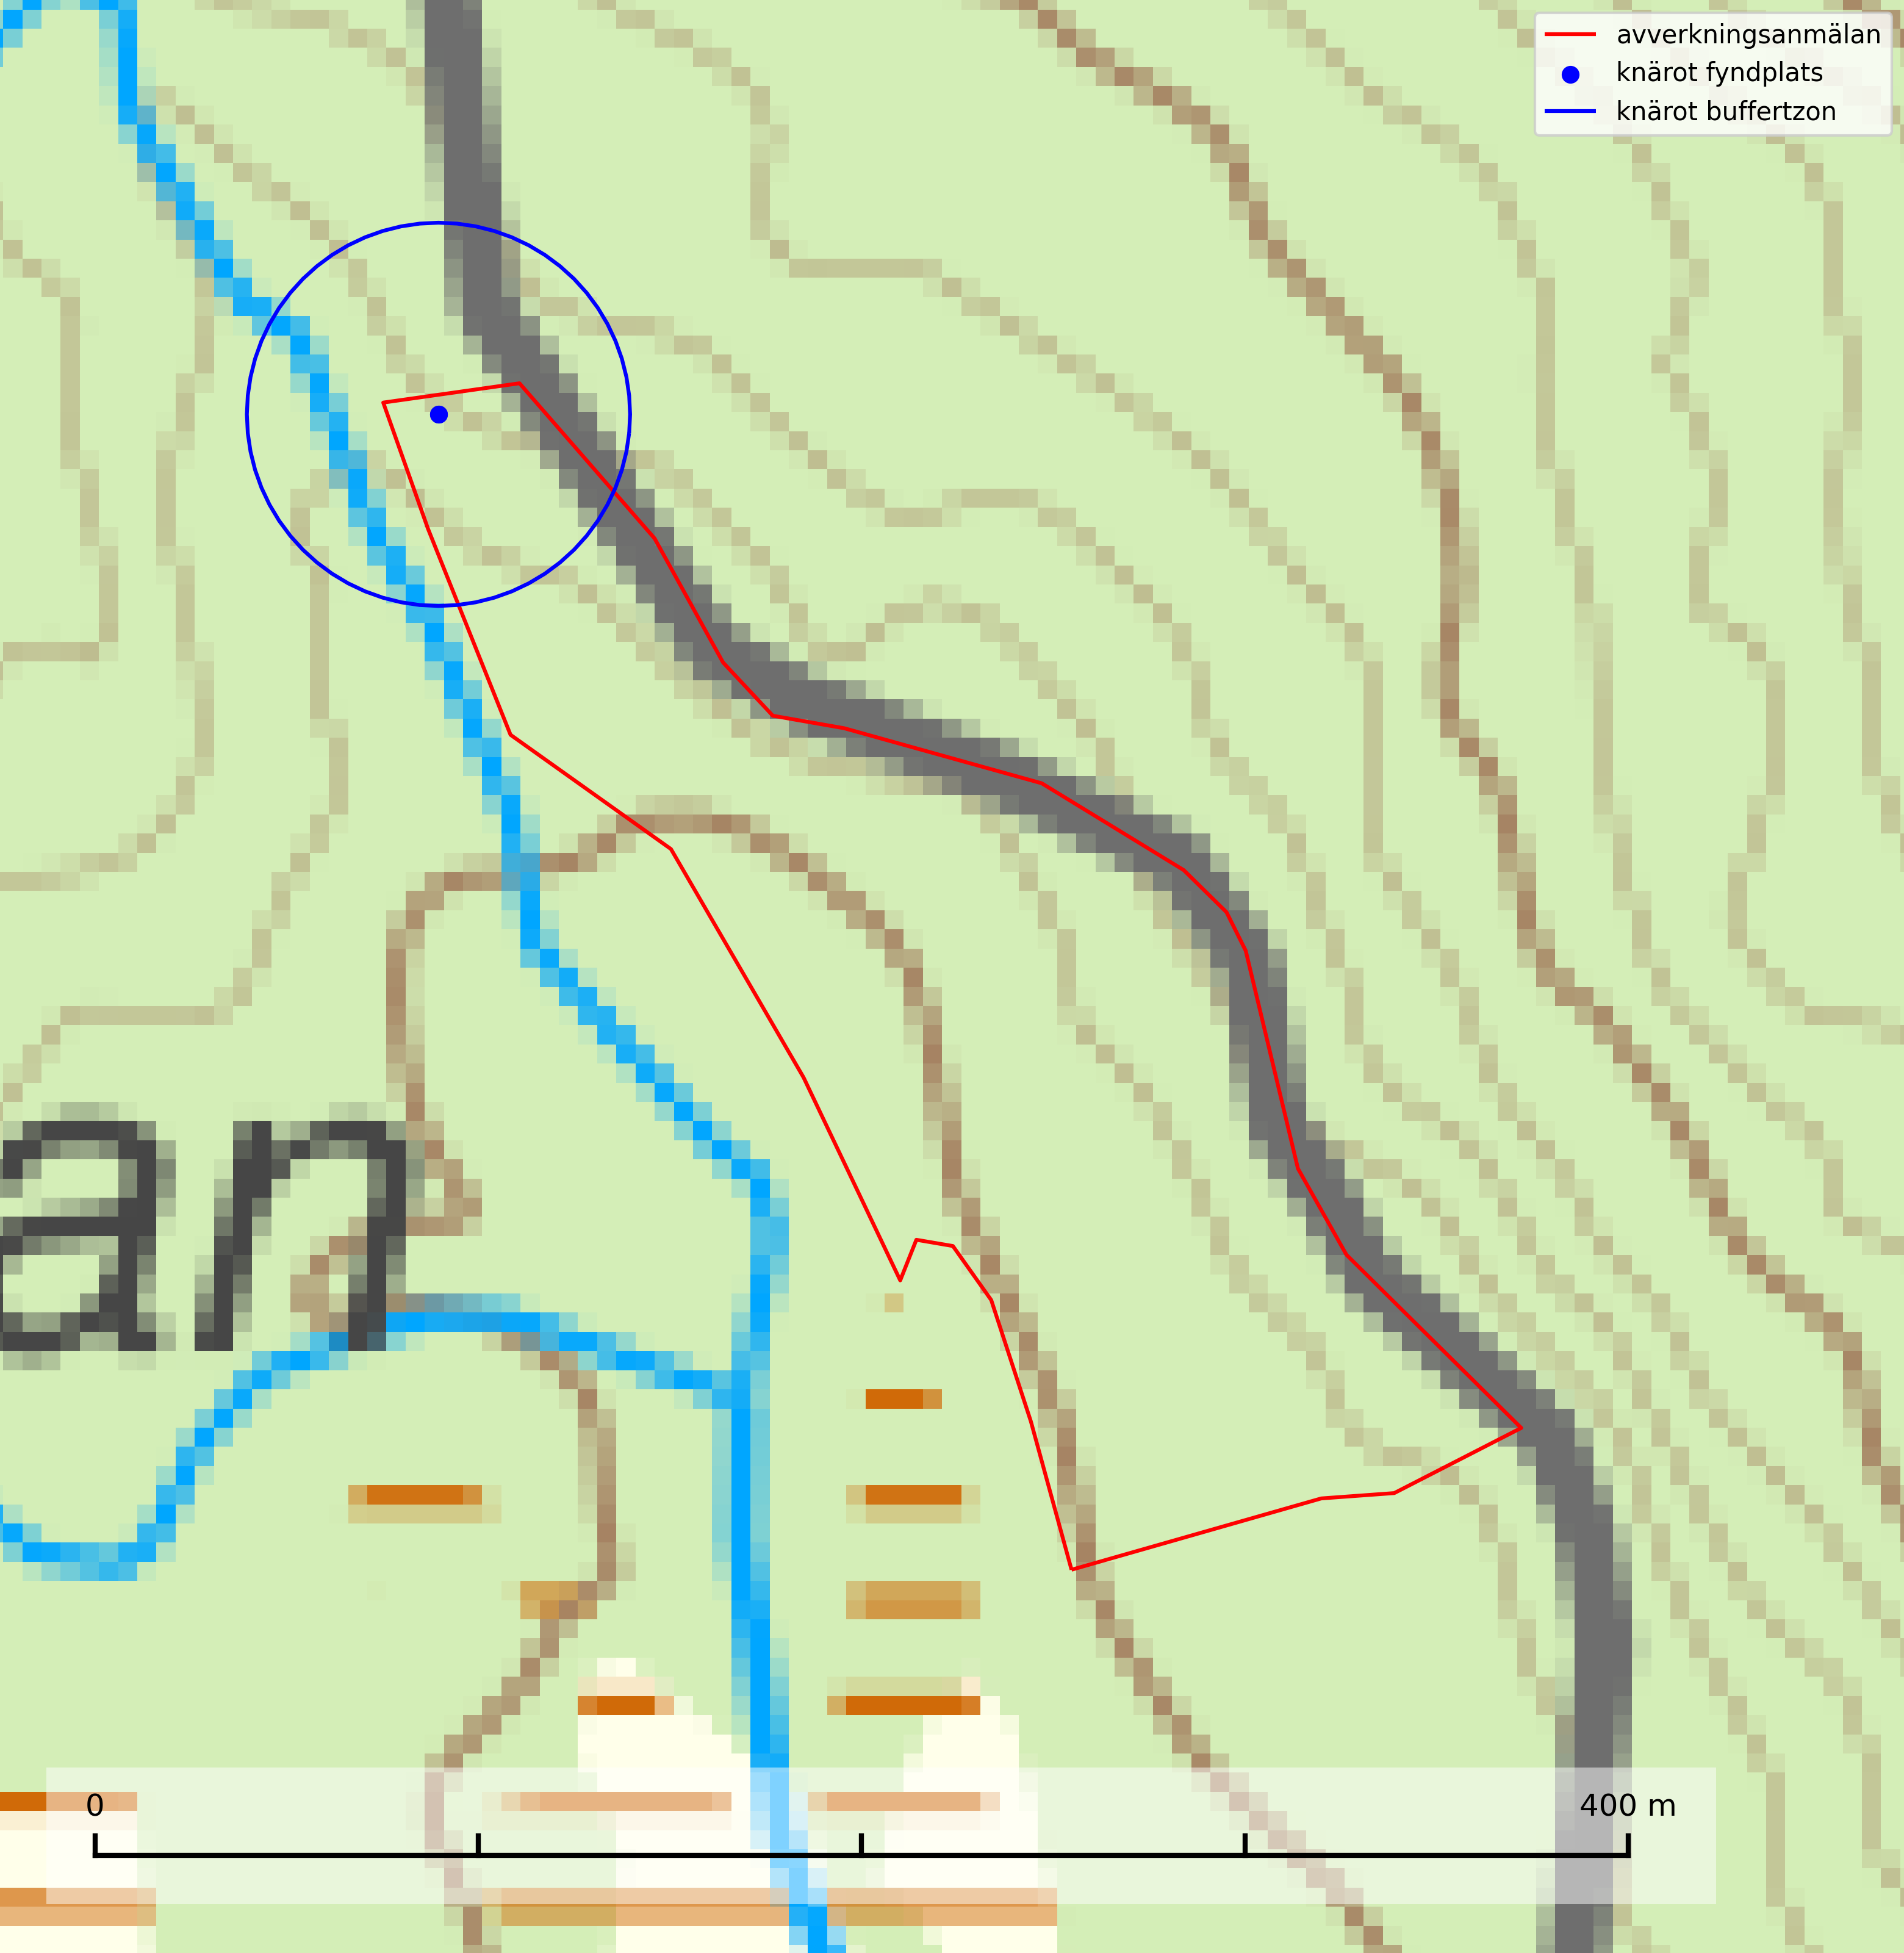 avverkningsanmälan
knärot fyndplats
knärot buffertzon
an
0 400 m